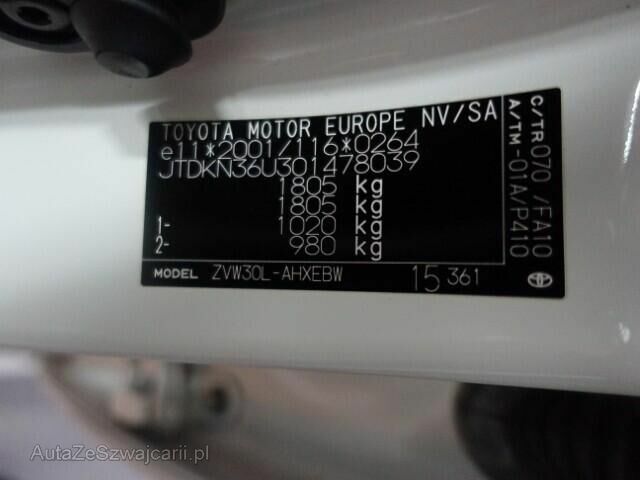 TOYOTA MOTOR EUROPE NV/SA
e11*2001/116*0264
JTDKN36U301478039
1805 kg
1805 kg
1- 1020 kg
2- 980 kg
MODEL ZVW30L-AHXEBW 15 361
C/TR 070 /FA10
A/TM-01A/P410
AutaZeSzwajcarii.pl